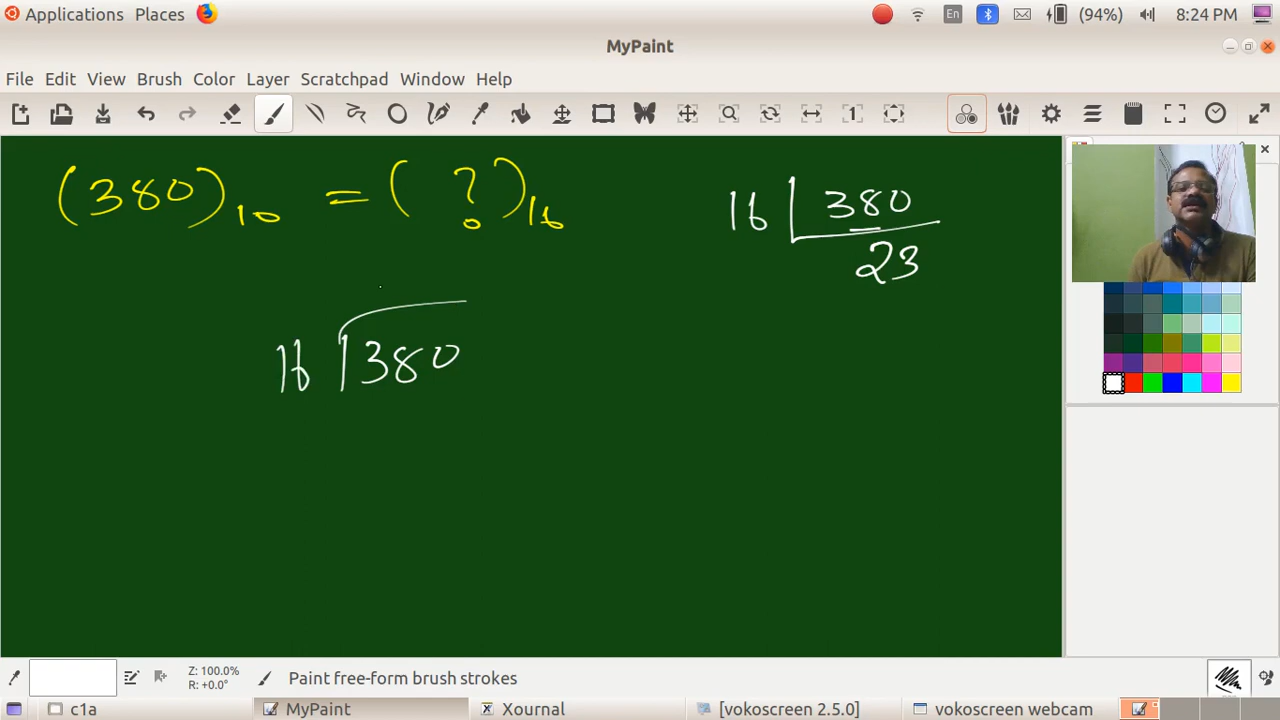 Applications Places En (94%) 8:24 PM
MyPaint
File Edit View Brush Color Layer Scratchpad Window Help
1
(380)10 = (?)16
16 | 380
23
16 | 380
Z: 100.0%
R: +0.0°
Paint free-form brush strokes
c1a MyPaint Xournal [vokoscreen 2.5.0] vokoscreen webcam